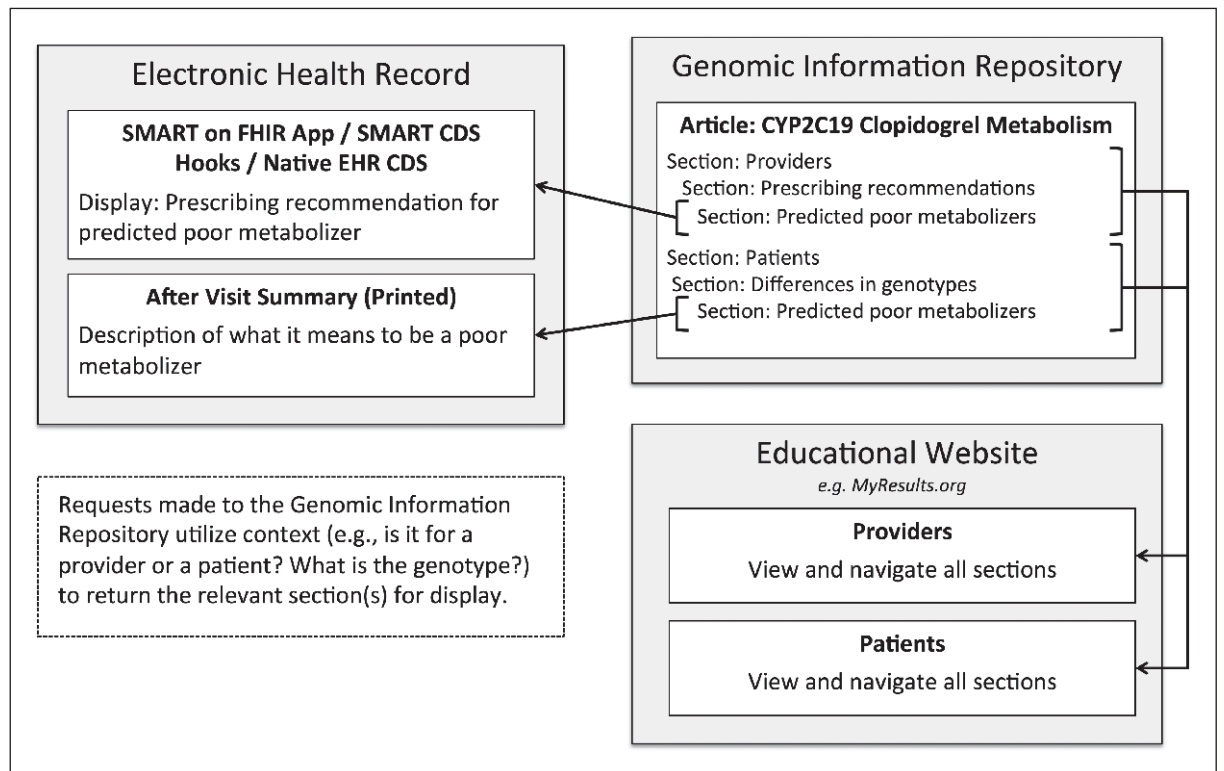 Electronic Health Record
SMART on FHIR App / SMART CDS
Hooks / Native EHR CDS
Display: Prescribing recommendation for
predicted poor metabolizer
After Visit Summary (Printed)
Description of what it means to be a poor
metabolizer
Genomic Information Repository
Article: CYP2C19 Clopidogrel Metabolism
Section: Providers
Section: Prescribing recommendations
Section: Predicted poor metabolizers
Section: Patients
Section: Differences in genotypes
Section: Predicted poor metabolizers
Requests made to the Genomic Information
Repository utilize context (e.g., is it for a
provider or a patient? What is the genotype?)
to return the relevant section(s) for display.
Educational Website
e.g. MyResults.org
Providers
View and navigate all sections
Patients
View and navigate all sections